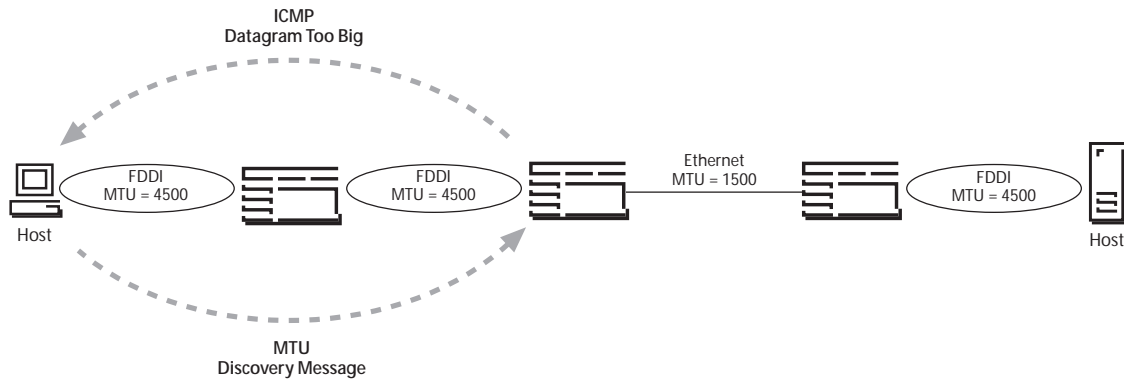 ICMP
Datagram Too Big
FDDI
MTU = 4500
FDDI
MTU = 4500
Ethernet
MTU = 1500
FDDI
MTU = 4500
Host
Host
MTU
Discovery Message